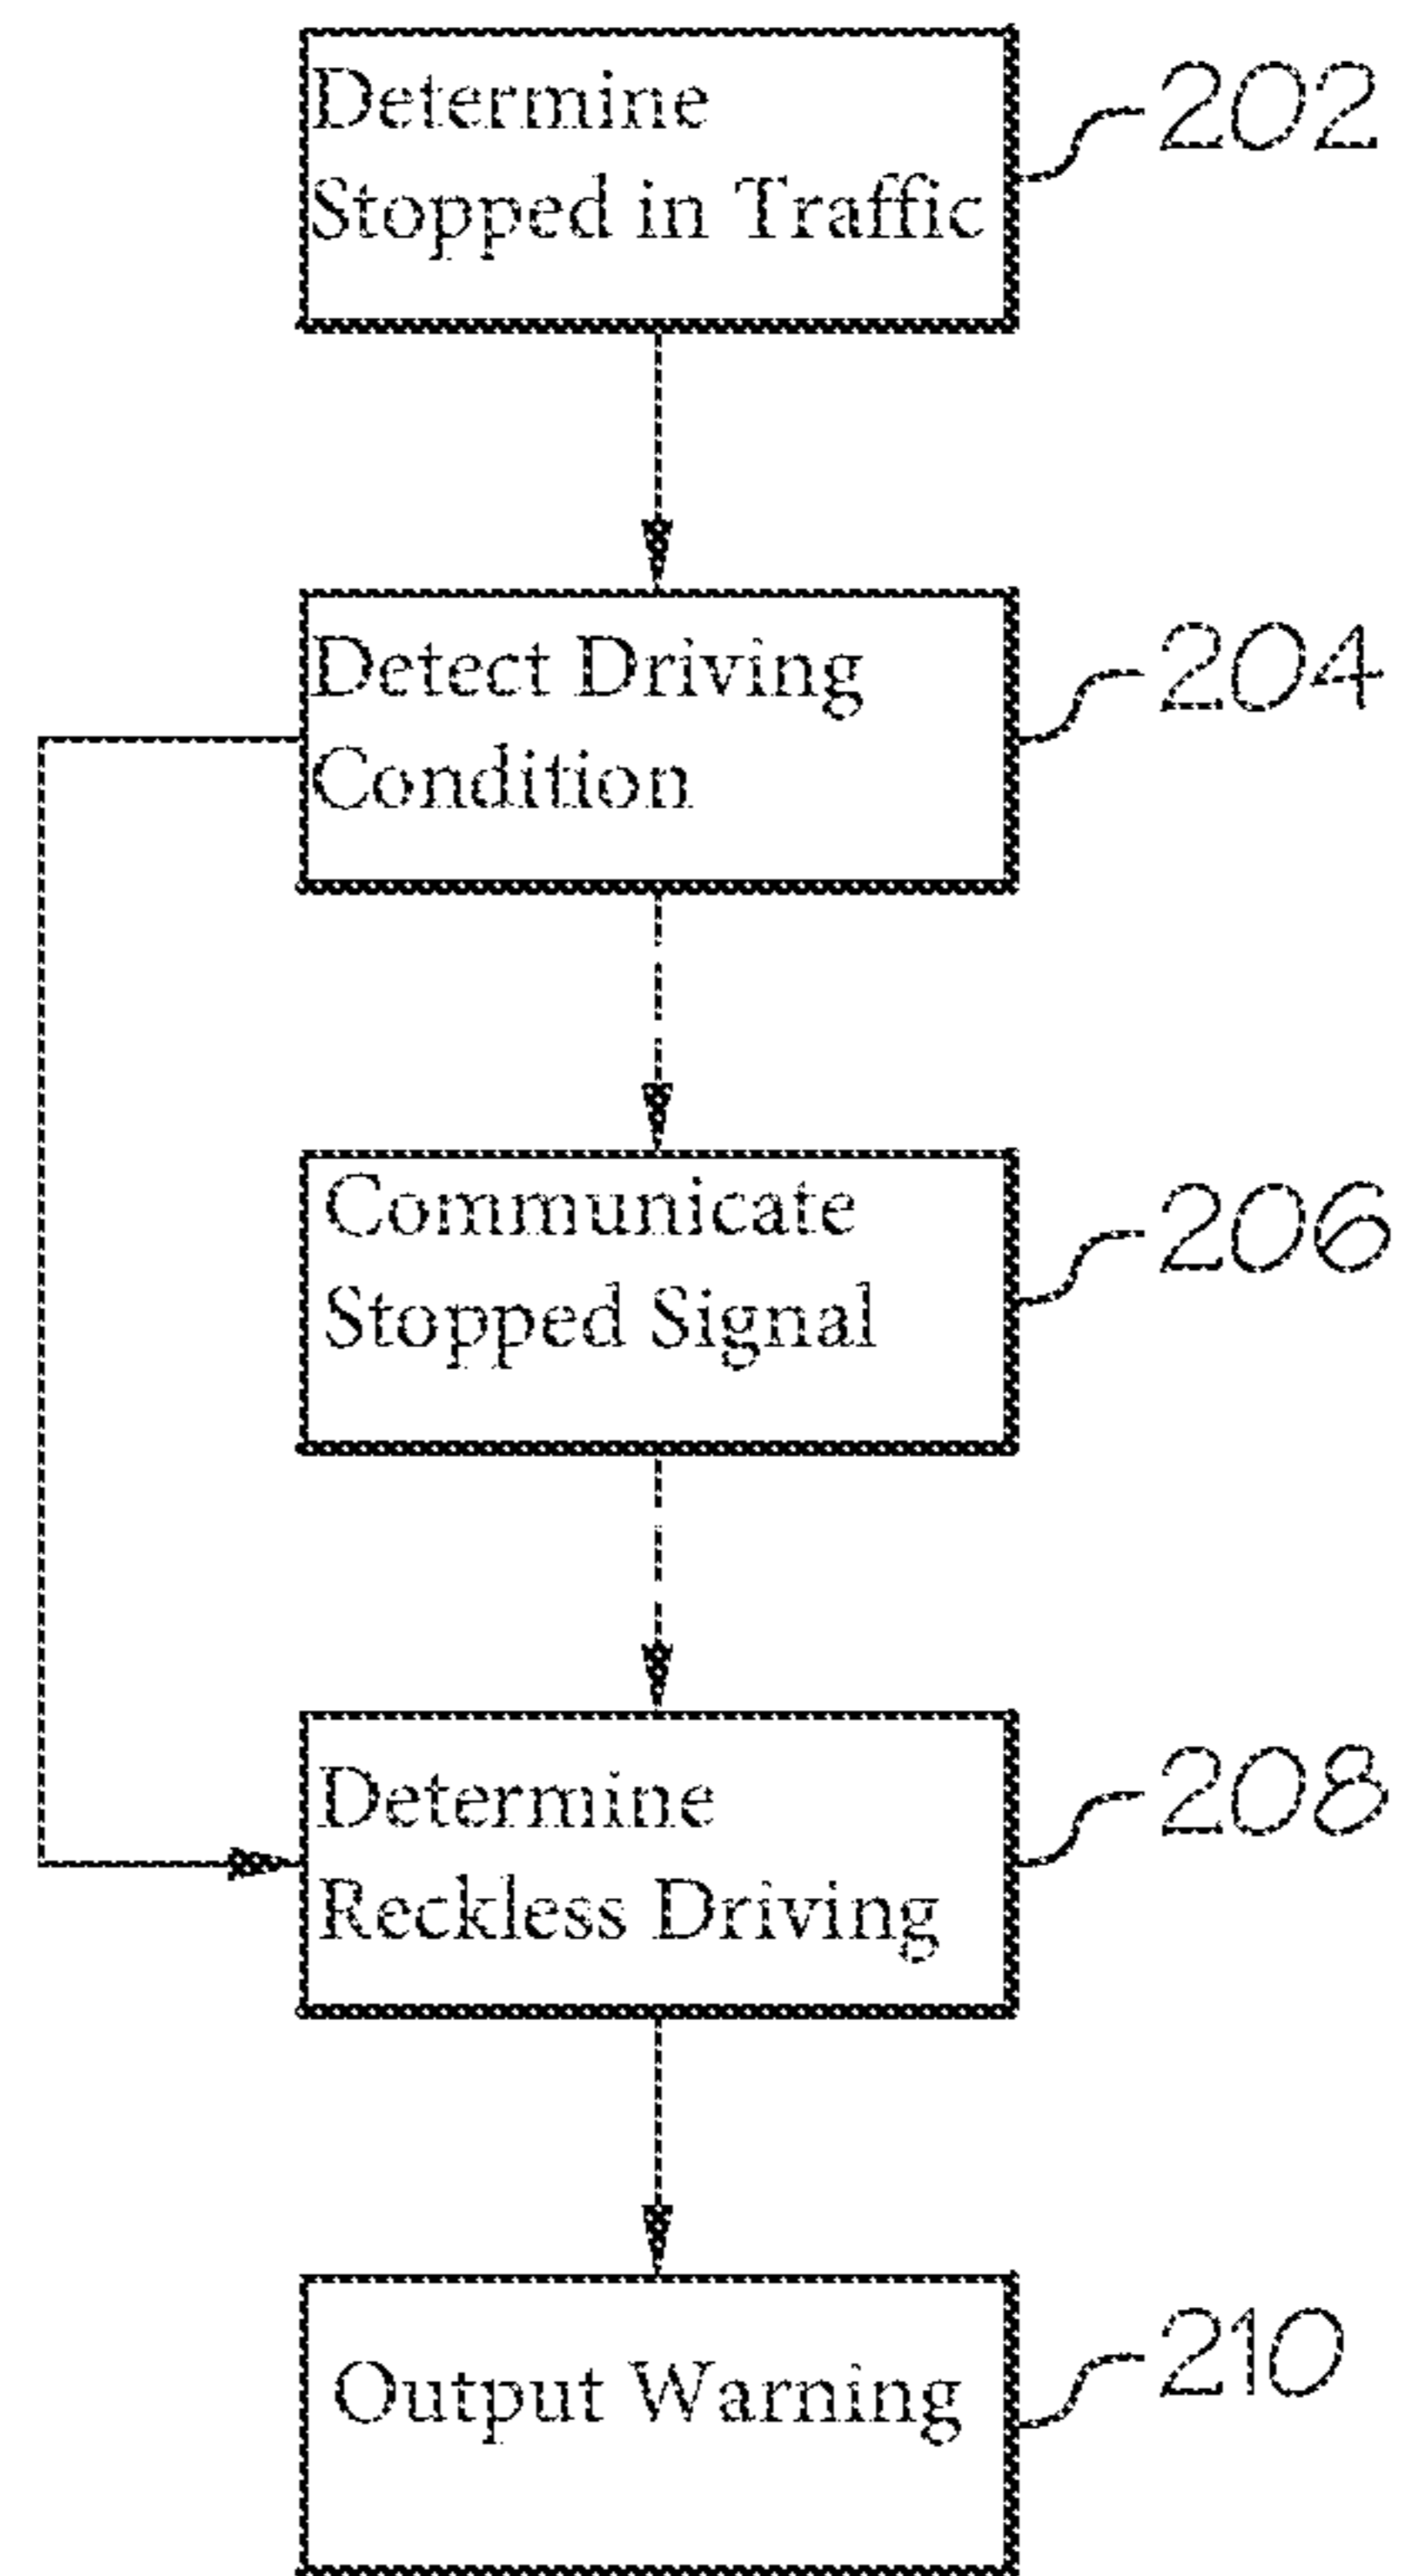 Determine
Stopped in Traffic
202
Detect Driving
Condition
204
Communicate
Stopped Signal
206
Determine
Reckless Driving
208
Output Warning
210